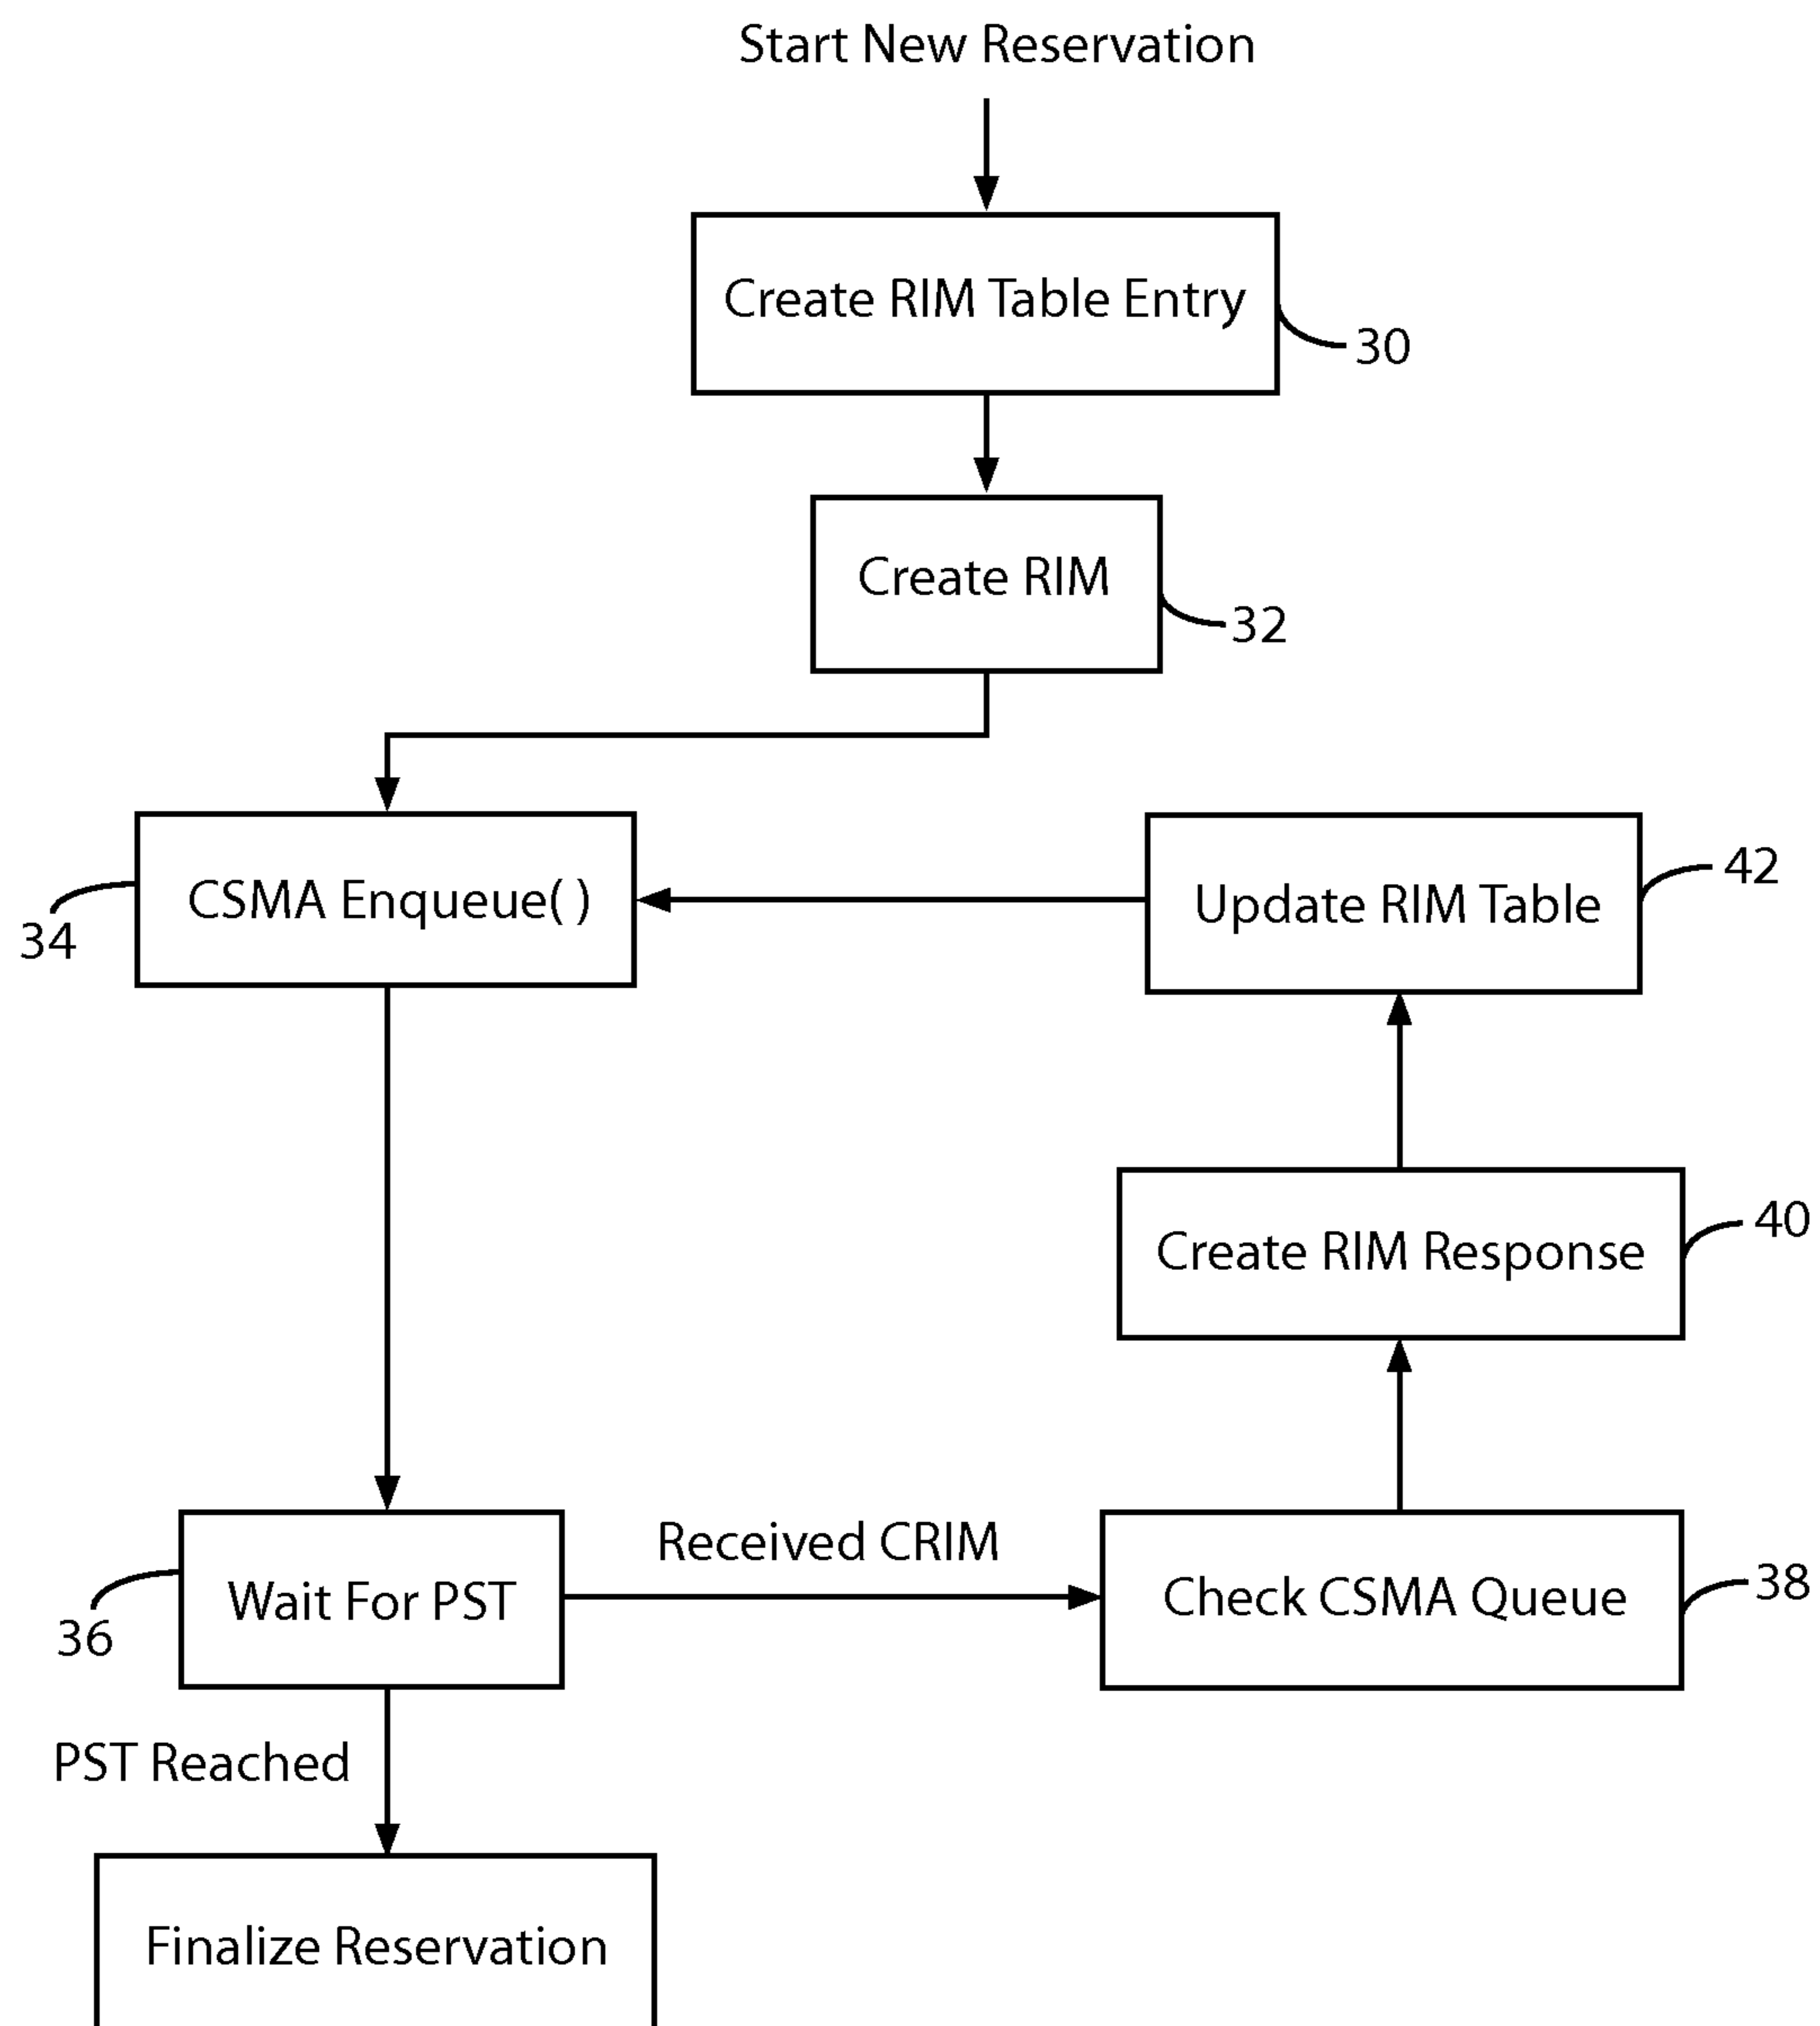 Start New Reservation
Create RIM Table Entry
30
Create RIM
32
CSMA Enqueue( )
34
Update RIM Table
42
Create RIM Response
40
Wait For PST
36
Received CRIM
Check CSMA Queue
38
PST Reached
Finalize Reservation